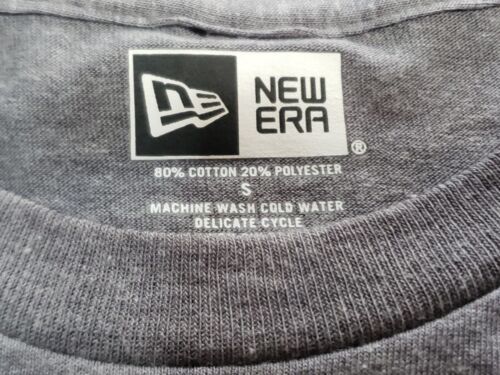 NEW
ERA
®
80% COTTON 20% POLYESTER
S
MACHINE WASH COLD WATER
DELICATE CYCLE